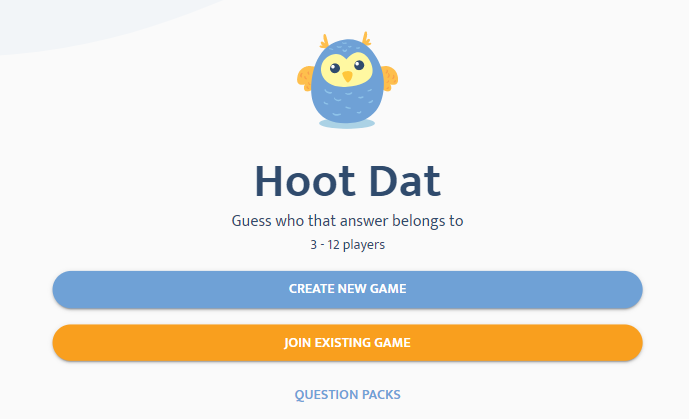 Hoot Dat
Guess who that answer belongs to
3 - 12 players
CREATE NEW GAME
JOIN EXISTING GAME
QUESTION PACKS